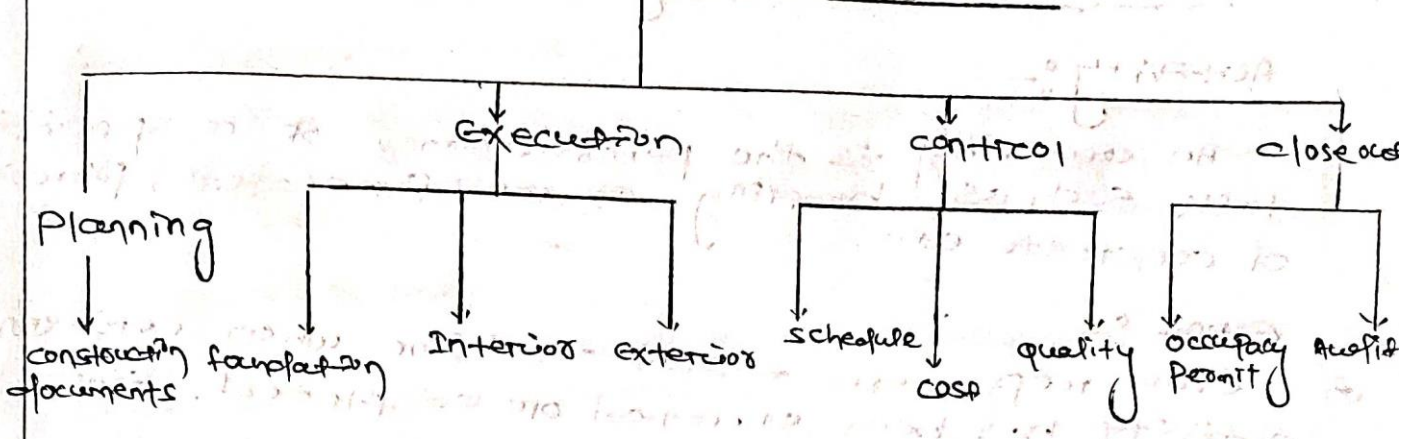 Execution
control
closeout
planning
construction documents.
foundation
Interior
exterior
schedule
cost
quality
occupacy permit
Audit